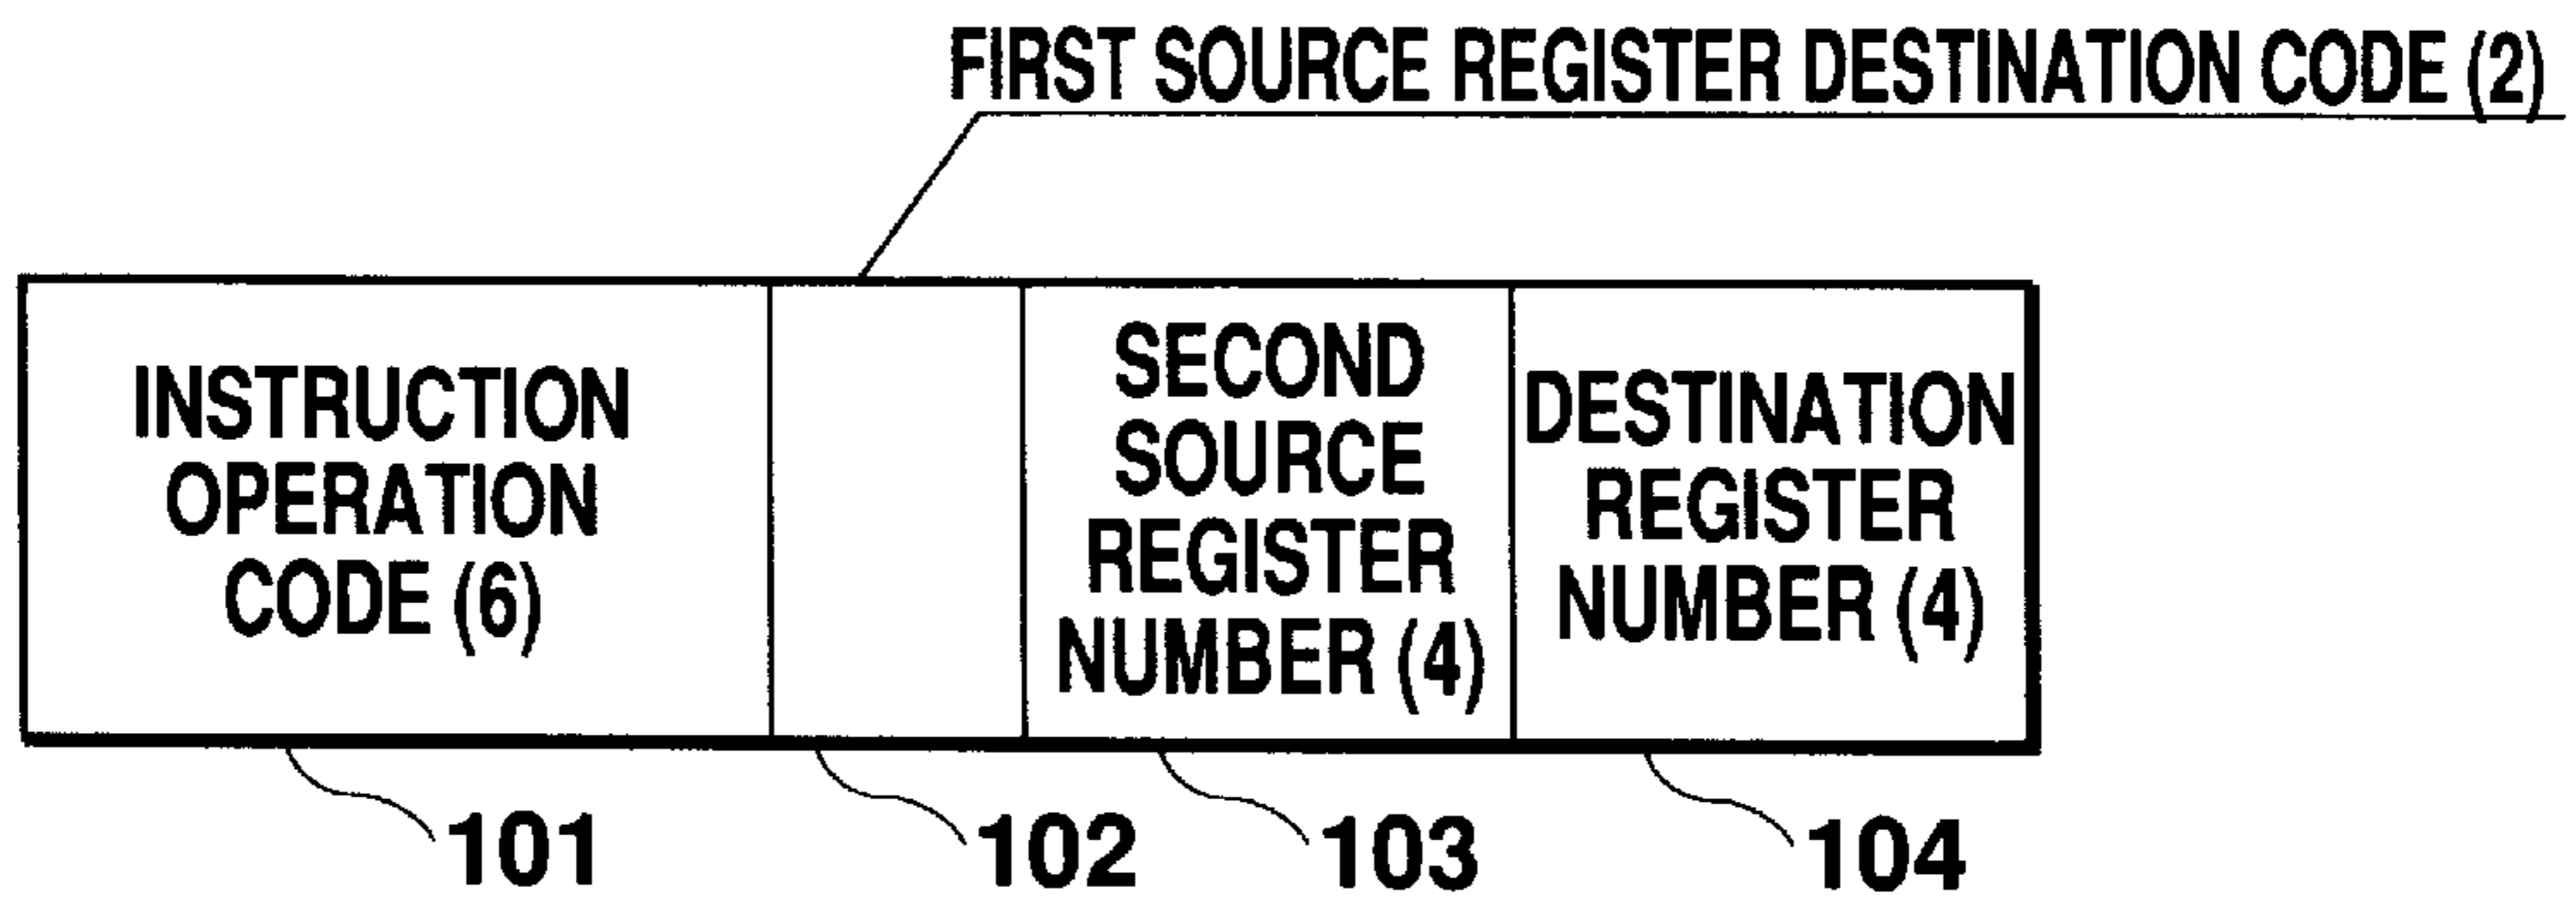 FIRST SOURCE REGISTER DESTINATION CODE (2)
INSTRUCTION
OPERATION
CODE (6)
SECOND
SOURCE
REGISTER
NUMBER (4)
DESTINATION
REGISTER
NUMBER (4)
101
102
103
104